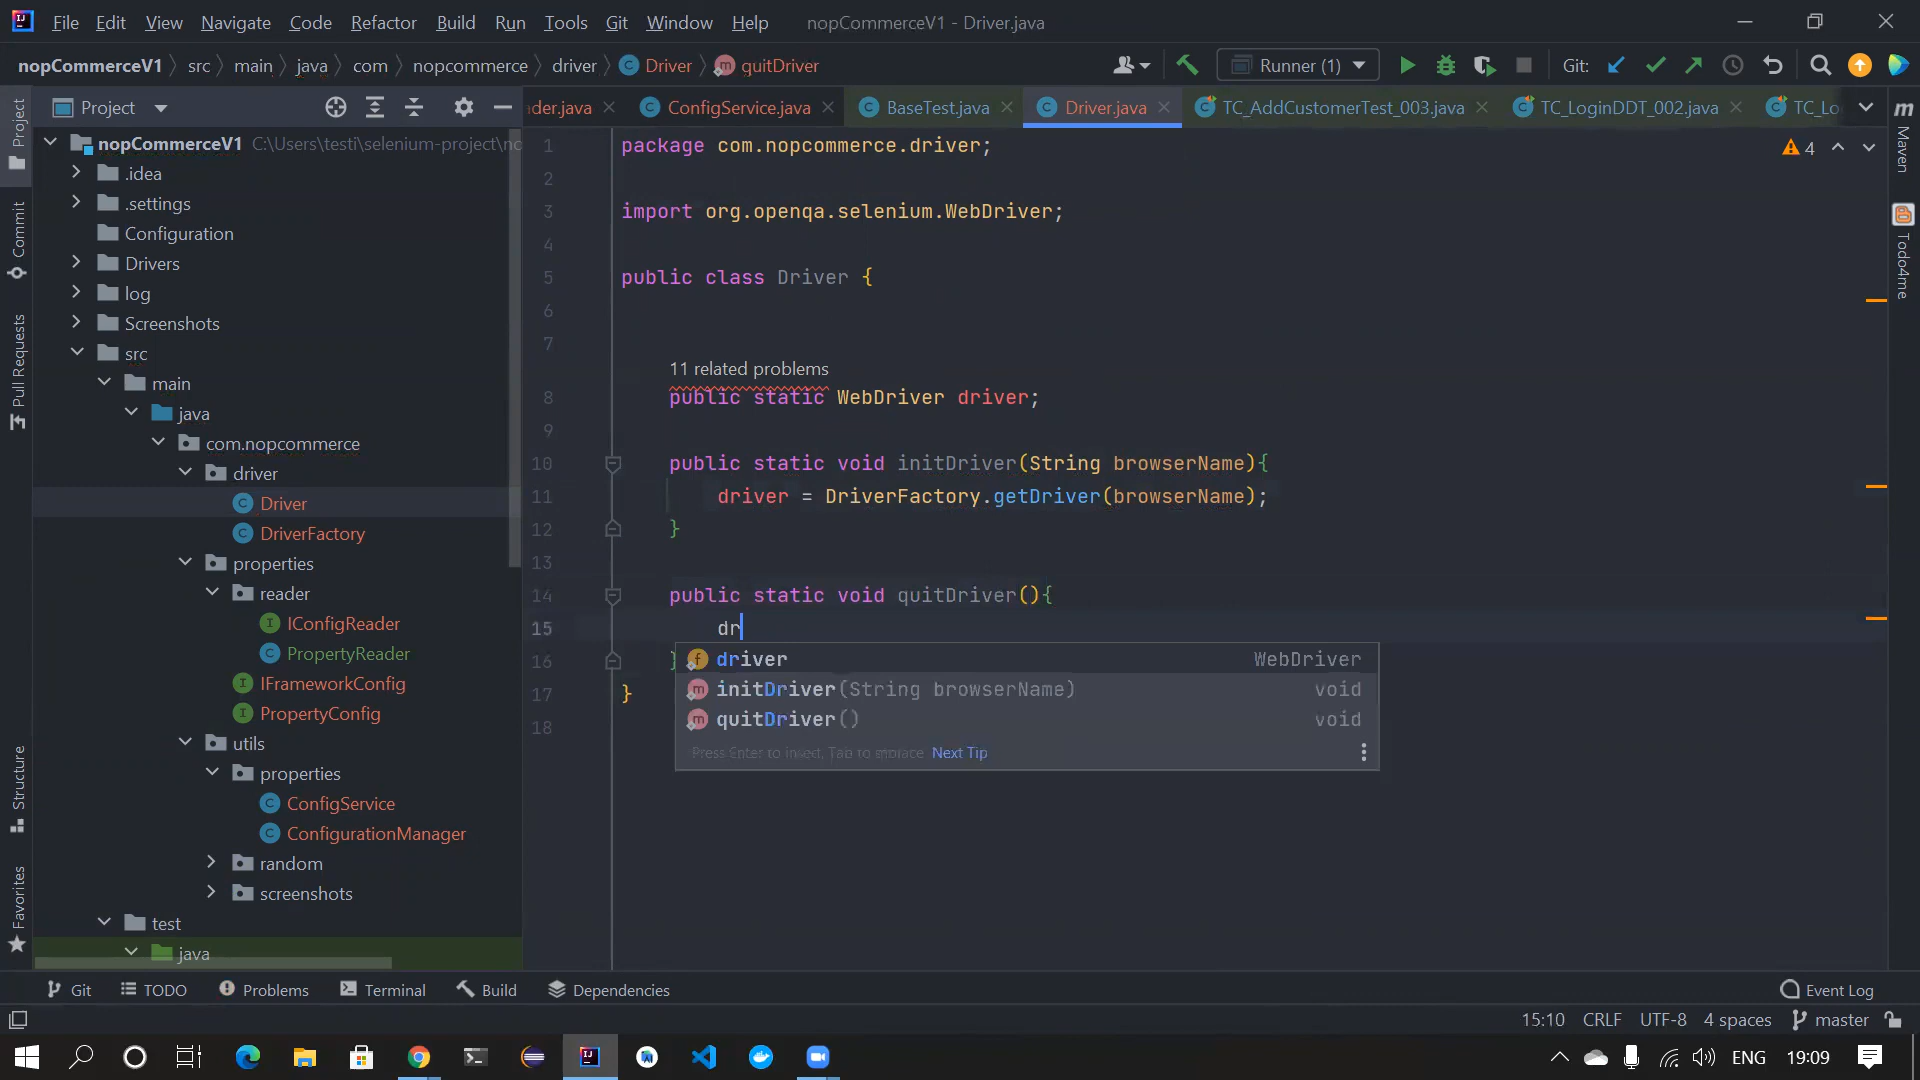 File Edit View Navigate Code Refactor Build Run Tools Git Window Help nopCommerceV1 - Driver.java
nopCommerceV1 src main java com nopcommerce driver Driver quitDriver Runner (1) Git:
Project
der.java ConfigService.java BaseTest.java Driver.java TC_AddCustomerTest_003.java TC_LoginDDT_002.java TC_Lo
nopCommerceV1 C:\Users\testi\selenium-project\no
.idea
.settings
Configuration
Drivers
log
Screenshots
src
main
java
com.nopcommerce
driver
Driver
DriverFactory
properties
reader
IConfigReader
PropertyReader
IFrameworkConfig
PropertyConfig
utils
properties
ConfigService
ConfigurationManager
random
screenshots
test
java
Project
Commit
Pull Requests
Structure
Favorites
1 package com.nopcommerce.driver;
2
3 import org.openqa.selenium.WebDriver;
4
5 public class Driver {
6
7
11 related problems
8 public static WebDriver driver;
9
10 public static void initDriver(String browserName){
11 driver = DriverFactory.getDriver(browserName);
12 }
13
14 public static void quitDriver(){
15 dr
16 }
17 }
18
driver WebDriver
initDriver(String browserName) void
quitDriver() void
Press Enter to insert, Tab to replace Next Tip
4
Maven
Todo4me
Git TODO Problems Terminal Build Dependencies Event Log
15:10 CRLF UTF-8 4 spaces master
ENG 19:09